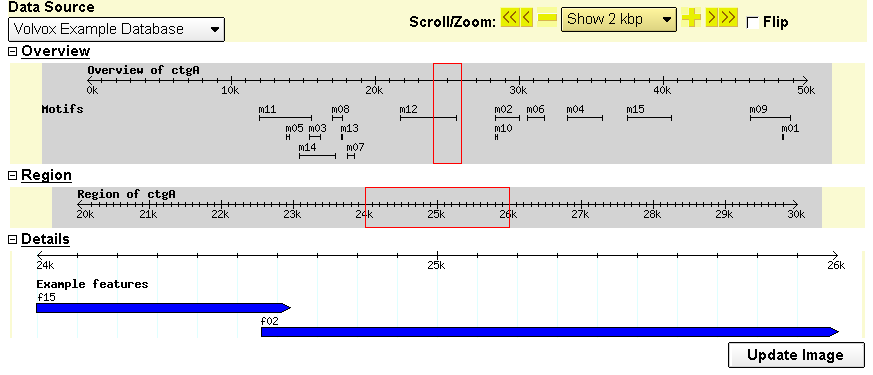 Data Source
Volvox Example Database
Scroll/Zoom: Show 2 kbp Flip
Overview
Overview of ctgA
0k 10k 20k 30k 40k 50k
Motifs
m11 m08 m12 m02 m06 m04 m15 m09
m05 m03 m13 m10 m01
m14 m07
Region
Region of ctgA
20k 21k 22k 23k 24k 25k 26k 27k 28k 29k 30k
Details
24k 25k 26k
Example features
f15
f02
Update Image